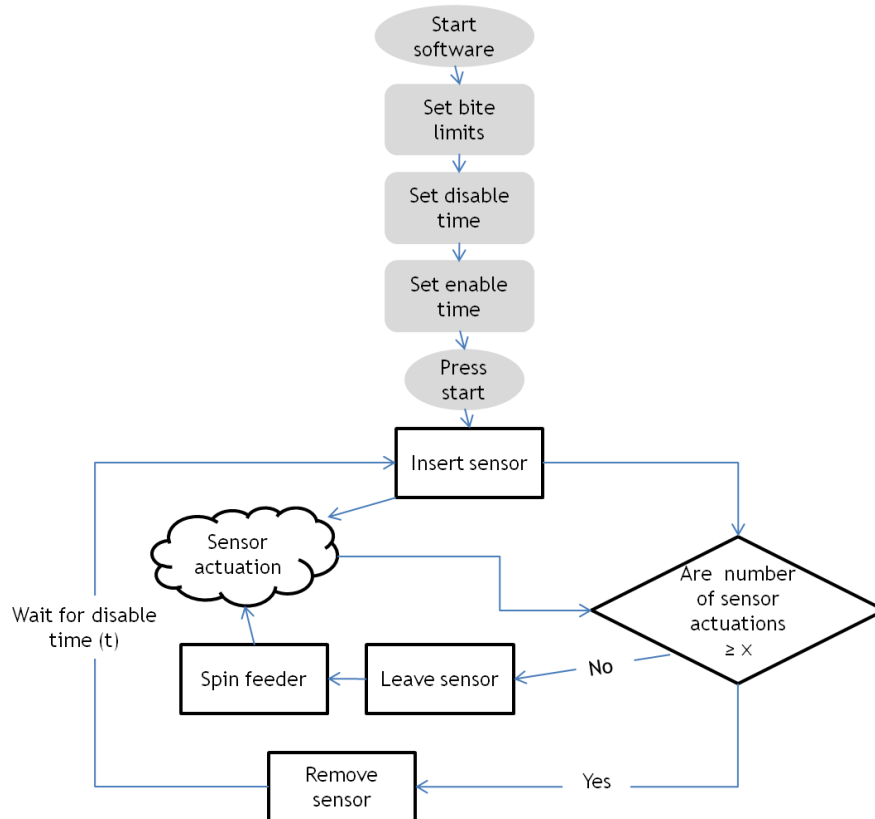 Start
software
Set bite
limits
Set disable
time
Set enable
time
Press
start
Insert sensor
Sensor
actuation
Are number
of sensor
actuations
≥ x
Wait for disable
time (t)
Spin feeder
Leave sensor
No
Remove
sensor
Yes